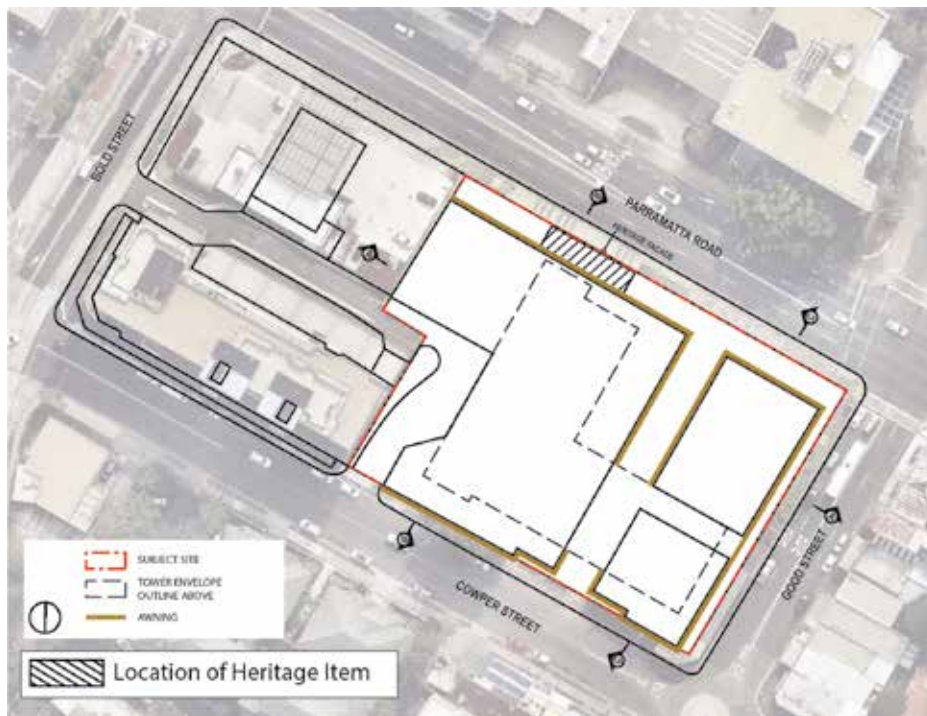 BOLD STREET
PARRAMATTA ROAD
HERITAGE FACADE
GOOD STREET
COWPER STREET
SUBJECT SITE
TOWER ENVELOPE
OUTLINE ABOVE
AWNING
Location of Heritage Item